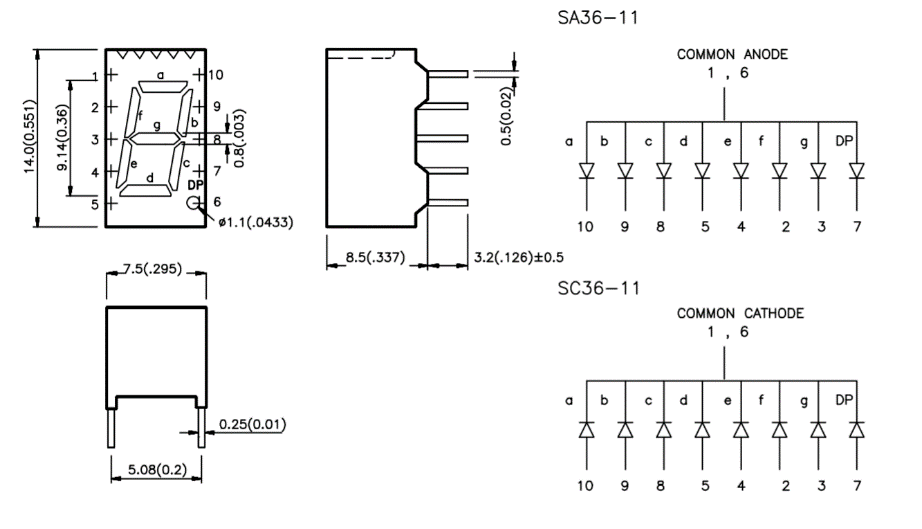 SA36-11
COMMON ANODE
1 , 6
a b c d e f g DP
10 9 8 5 4 2 3 7
14.0(0.551)
9.14(0.36)
1 a 10
2 f b 9
g
3 8
4 e c 7
d
DP
5 6
0.8(.003)
ø1.1(.0433)
0.5(0.02)
8.5(.337)
3.2(.126)±0.5
7.5(.295)
0.25(0.01)
5.08(0.2)
SC36-11
COMMON CATHODE
1 , 6
a b c d e f g DP
10 9 8 5 4 2 3 7